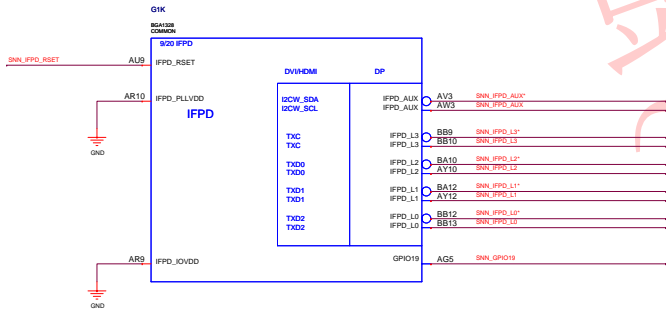 G1K
BGA1328
COMMON
9/20 IFPD
SNN_IFPD_RSET AU9 IFPD_RSET
DVI/HDMI DP
AR10 IFPD_PLLVDD
IFPD
GND
I2CW_SDA IFPD_AUX AV3 SNN_IFPD_AUX*
I2CW_SCL IFPD_AUX AW3 SNN_IFPD_AUX
TXC IFPD_L3 BB9 SNN_IFPD_L3*
TXC IFPD_L3 BB10 SNN_IFPD_L3
TXD0 IFPD_L2 BA10 SNN_IFPD_L2*
TXD0 IFPD_L2 AY10 SNN_IFPD_L2
TXD1 IFPD_L1 BA12 SNN_IFPD_L1*
TXD1 IFPD_L1 AY12 SNN_IFPD_L1
TXD2 IFPD_L0 BB12 SNN_IFPD_L0*
TXD2 IFPD_L0 BB13 SNN_IFPD_L0
AR9 IFPD_IOVDD GPIO19 AG5 SNN_GPIO19
GND